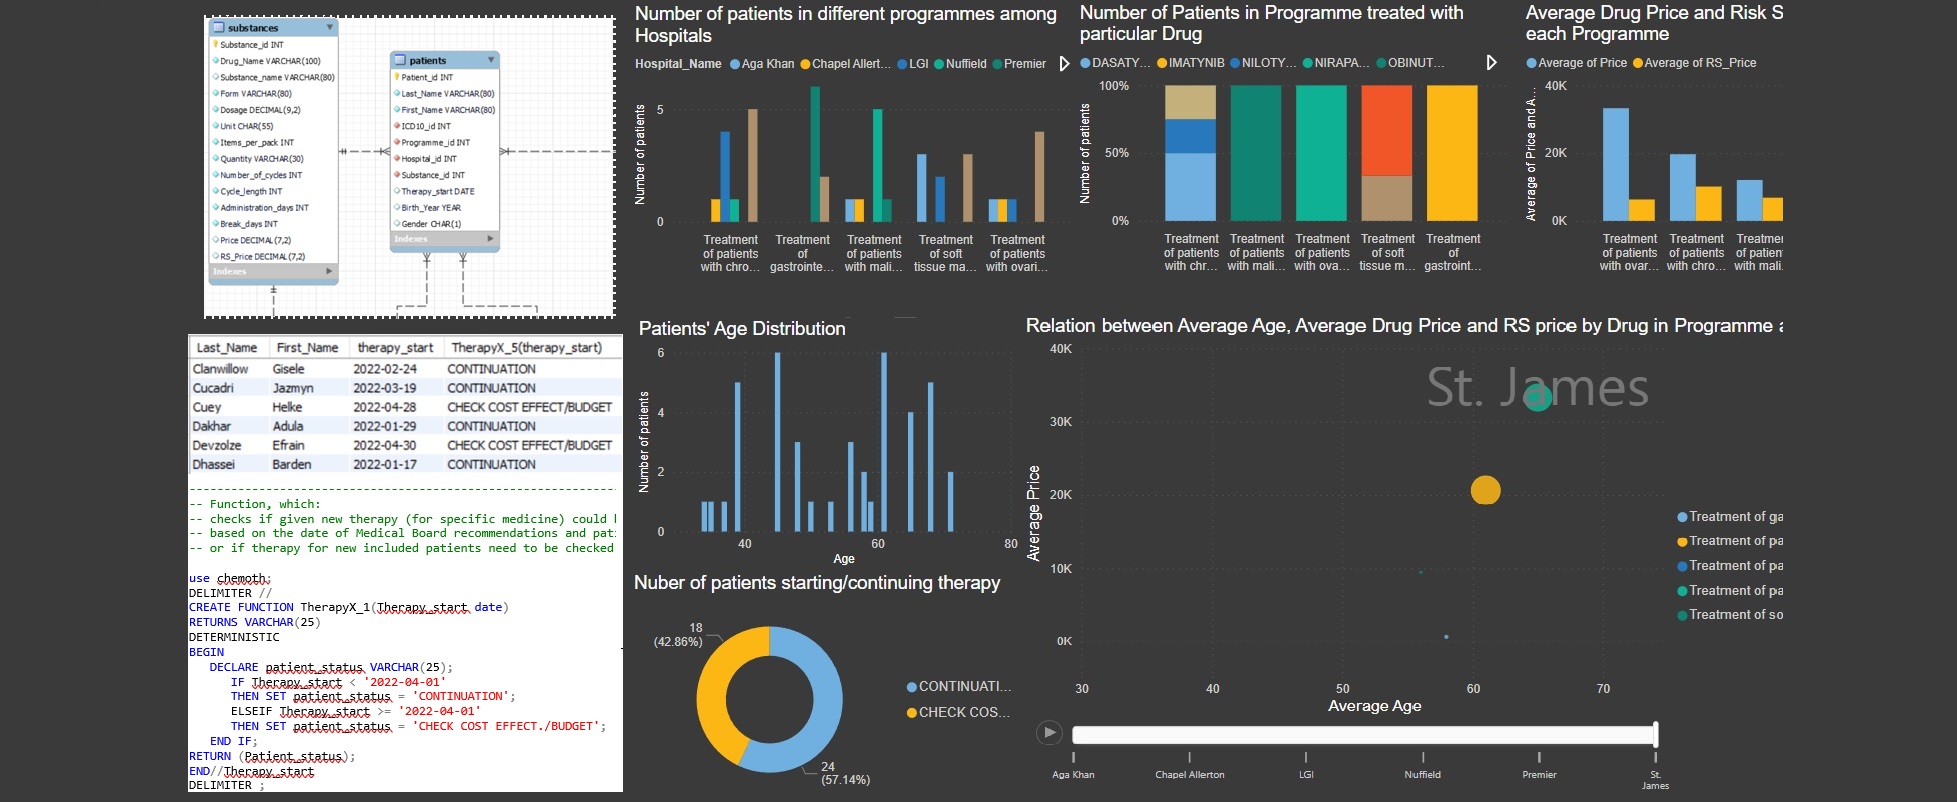 substances
Substance_id INT
Drug_Name VARCHAR(100)
Substance_name VARCHAR(80)
Form VARCHAR(80)
Dosage DECIMAL(9,2)
Unit CHAR(55)
Items_per_pack INT
Quantity VARCHAR(30)
Number_of_cycles INT
Cycle_length INT
Administration_days INT
Break_days INT
Price DECIMAL(7,2)
RS_Price DECIMAL(7,2)
Indexes
patients
Patient_id INT
Last_Name VARCHAR(80)
First_Name VARCHAR(80)
ICD10_id INT
Programme_id INT
Hospital_id INT
Substance_id INT
Therapy_start DATE
Birth_Year YEAR
Gender CHAR(1)
Indexes
Number of patients in different programmes among
Hospitals
Hospital_Name Aga Khan Chapel Allert... LGI Nuffield Premier
Number of patients
5
0
Treatment
of patients
with chro...
Treatment
of
gastrointe...
Treatment
of patients
with mali...
Treatment
of soft
tissue ma...
Treatment
of patients
with ovari...
Number of Patients in Programme treated with
particular Drug
DASATY... IMATYNIB NILOTY... NIRAPA... OBINUT...
Number of patients
100%
50%
0%
Treatment
of patients
with chr...
Treatment
of patients
with mali...
Treatment
of patients
with ova...
Treatment
of soft
tissue m...
Treatment
of
gastroint...
Average Drug Price and Risk S
each Programme
Average of Price Average of RS_Price
Average of Price and A...
40K
20K
0K
Treatment
of patients
with ovar...
Treatment
of patients
with chro...
Treatmen
of patien
with mali
Last_Name First_Name therapy_start TherapyX_5(therapy_start)
Clanwillow Gisele 2022-02-24 CONTINUATION
Cucadri Jazmyn 2022-03-19 CONTINUATION
Cuey Helke 2022-04-28 CHECK COST EFFECT/BUDGET
Dakhar Adula 2022-01-29 CONTINUATION
Devzolze Efrain 2022-04-30 CHECK COST EFFECT/BUDGET
Dhassei Barden 2022-01-17 CONTINUATION
-- Function, which:
-- checks if given new therapy (for specific medicine) could
-- based on the date of Medical Board recommendations and pati
-- or if therapy for new included patients need to be checked
use chemoth;
DELIMITER //
CREATE FUNCTION TherapyX_1(Therapy_start date)
RETURNS VARCHAR(25)
DETERMINISTIC
BEGIN
DECLARE patient_status VARCHAR(25);
IF Therapy_start < '2022-04-01'
THEN SET patient_status = 'CONTINUATION';
ELSEIF Therapy_start >= '2022-04-01'
THEN SET patient_status = 'CHECK COST EFFECT./BUDGET';
END IF;
RETURN (Patient_status);
END//Therapy_start
DELIMITER ;
Patients' Age Distribution
Number of patients
6
4
2
0
40 60 80
Age
Nuber of patients starting/continuing therapy
18
(42.86%)
24
(57.14%)
CONTINUATI...
CHECK COS...
Relation between Average Age, Average Drug Price and RS price by Drug in Programme a
St. James
Average Price
40K
30K
20K
10K
0K
30 40 50 60 70
Average Age
Treatment of ga
Treatment of pa
Treatment of pa
Treatment of pa
Treatment of so
Aga Khan Chapel Allerton LGI Nuffield Premier St.
James